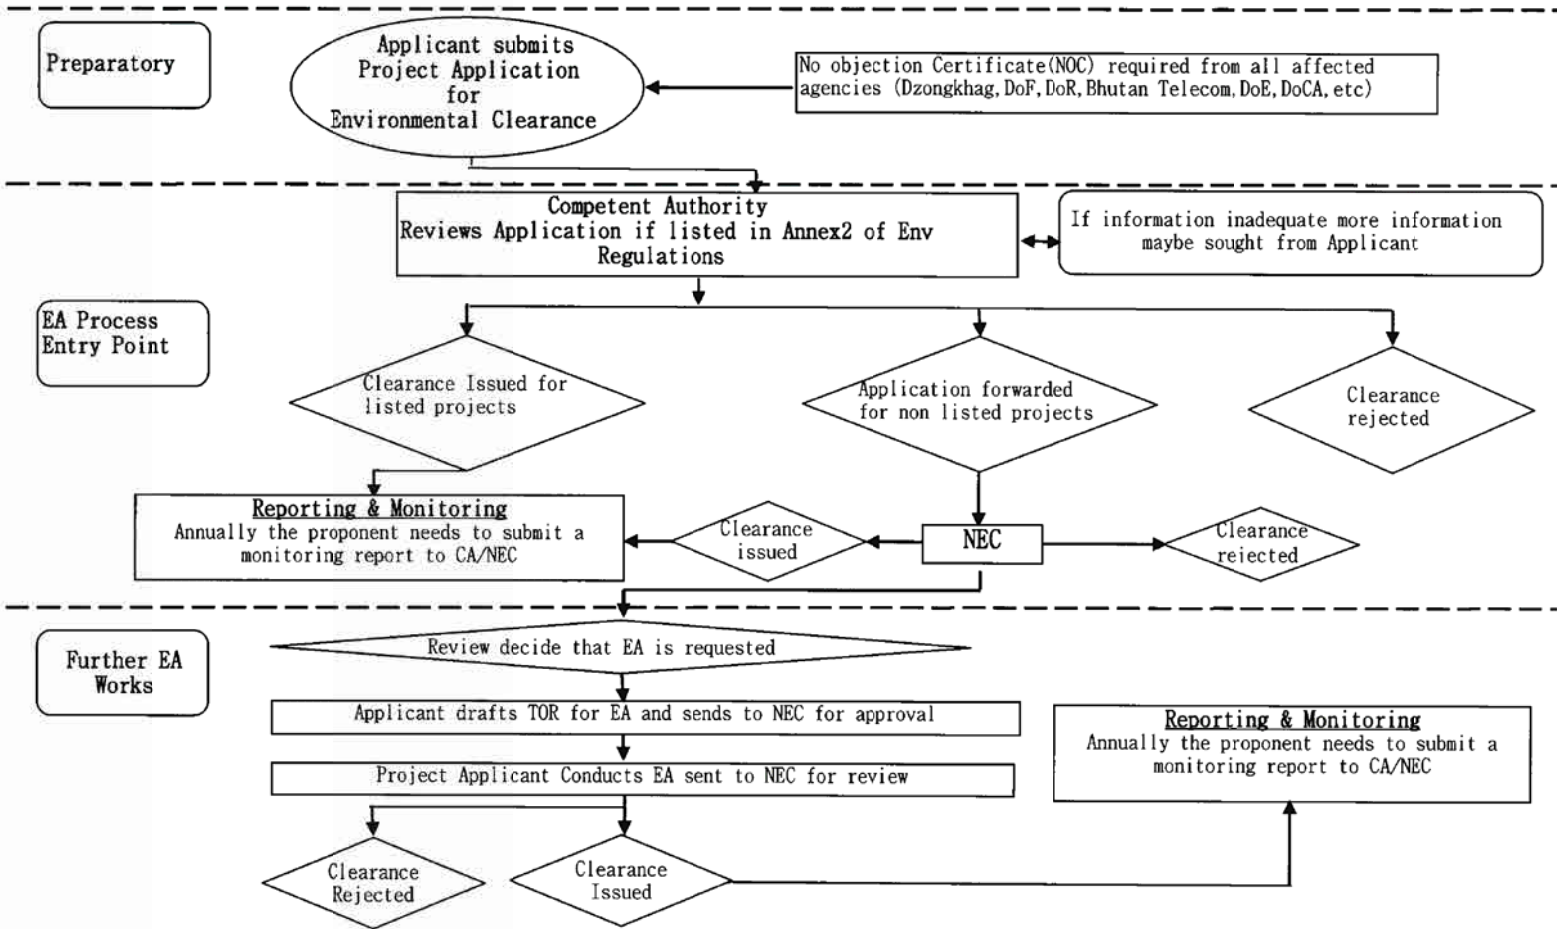 Preparatory
Applicant submits
Project Application
for
Environmental Clearance
No objection Certificate(NOC) required from all affected
agencies (Dzongkhag, DoF, DoR, Bhutan Telecom, DoE, DoCA, etc)
Competent Authority
Reviews Application if listed in Annex2 of Env
Regulations
If information inadequate more information
maybe sought from Applicant
EA Process
Entry Point
Clearance Issued for
listed projects
Application forwarded
for non listed projects
Clearance
rejected
Reporting & Monitoring
Annually the proponent needs to submit a
monitoring report to CA/NEC
Clearance
issued
NEC
Clearance
rejected
Further EA
Works
Review decide that EA is requested
Applicant drafts TOR for EA and sends to NEC for approval
Project Applicant Conducts EA sent to NEC for review
Reporting & Monitoring
Annually the proponent needs to submit a
monitoring report to CA/NEC
Clearance
Rejected
Clearance
Issued